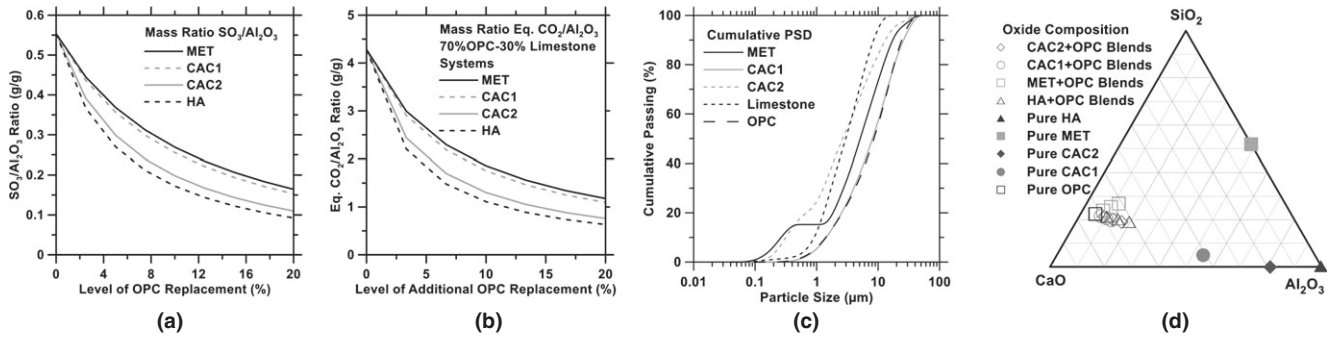 Mass Ratio SO₃/Al₂O₃
MET
CAC1
CAC2
HA
SO₃/Al₂O₃ Ratio (g/g)
0.6
0.5
0.4
0.3
0.2
0.1
0
0 4 8 12 16 20
Level of OPC Replacement (%)
(a)
Mass Ratio Eq. CO₂/Al₂O₃
70%OPC-30% Limestone
Systems
MET
CAC1
CAC2
HA
Eq. CO₂/Al₂O₃ Ratio (g/g)
5
4
3
2
1
0
0 4 8 12 16 20
Level of Additional OPC Replacement (%)
(b)
Cumulative PSD
MET
CAC1
CAC2
Limestone
OPC
Cumulative Passing (%)
100
80
60
40
20
0
0.01 0.1 1 10 100
Particle Size (μm)
(c)
SiO₂
Oxide Composition
CAC2+OPC Blends
CAC1+OPC Blends
MET+OPC Blends
HA+OPC Blends
Pure HA
Pure MET
Pure CAC2
Pure CAC1
Pure OPC
CaO
Al₂O₃
(d)